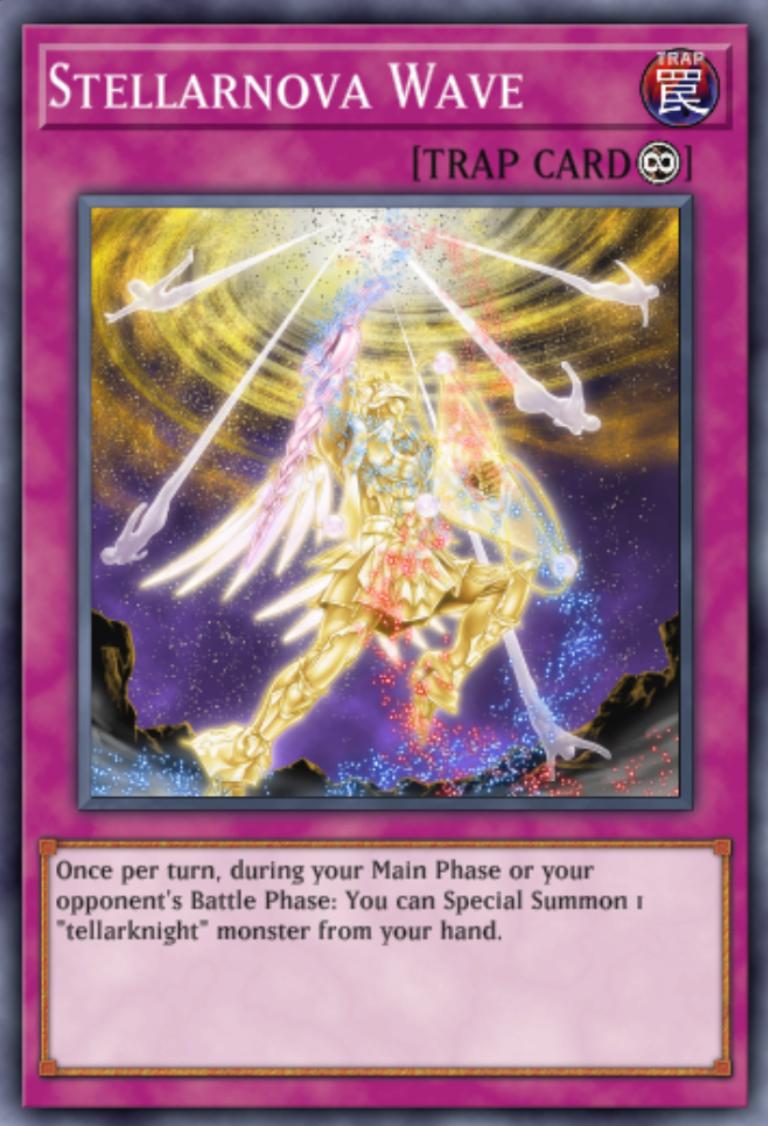 STELLARNOVA WAVE
TRAP
罠
[TRAP CARD♾]
Once per turn, during your Main Phase or your
opponent's Battle Phase: You can Special Summon 1
"tellarknight" monster from your hand.